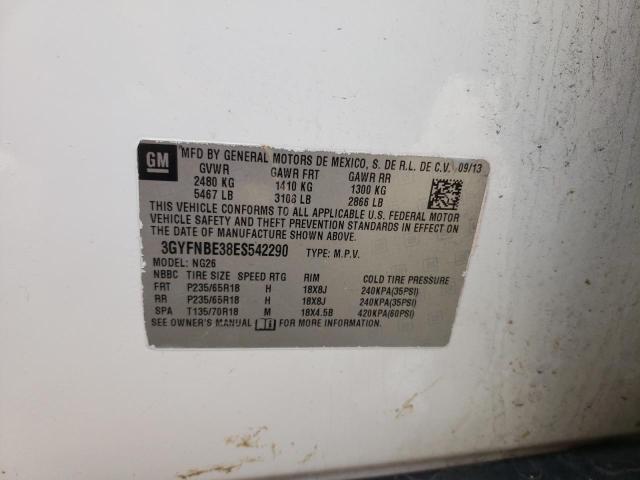 GM MFD BY GENERAL MOTORS DE MEXICO, S. DE R.L. DE C.V. 09/13
GVWR GAWR FRT GAWR RR
2480 KG 1410 KG 1300 KG
5467 LB 3108 LB 2866 LB
THIS VEHICLE CONFORMS TO ALL APPLICABLE U.S. FEDERAL MOTOR
VEHICLE SAFETY AND THEFT PREVENTION STANDARDS IN EFFECT ON
THE DATE OF MANUFACTURE SHOWN ABOVE.
3GYFNBE38ES542290 TYPE: M.P.V.
MODEL: NG26
NBBC TIRE SIZE SPEED RTG RIM COLD TIRE PRESSURE
FRT P235/65R18 H 18X8J 240KPA(35PSI)
RR P235/65R18 H 18X8J 240KPA(35PSI)
SPA T135/70R18 M 18X4.5B 420KPA(60PSI)
SEE OWNER'S MANUAL FOR MORE INFORMATION.